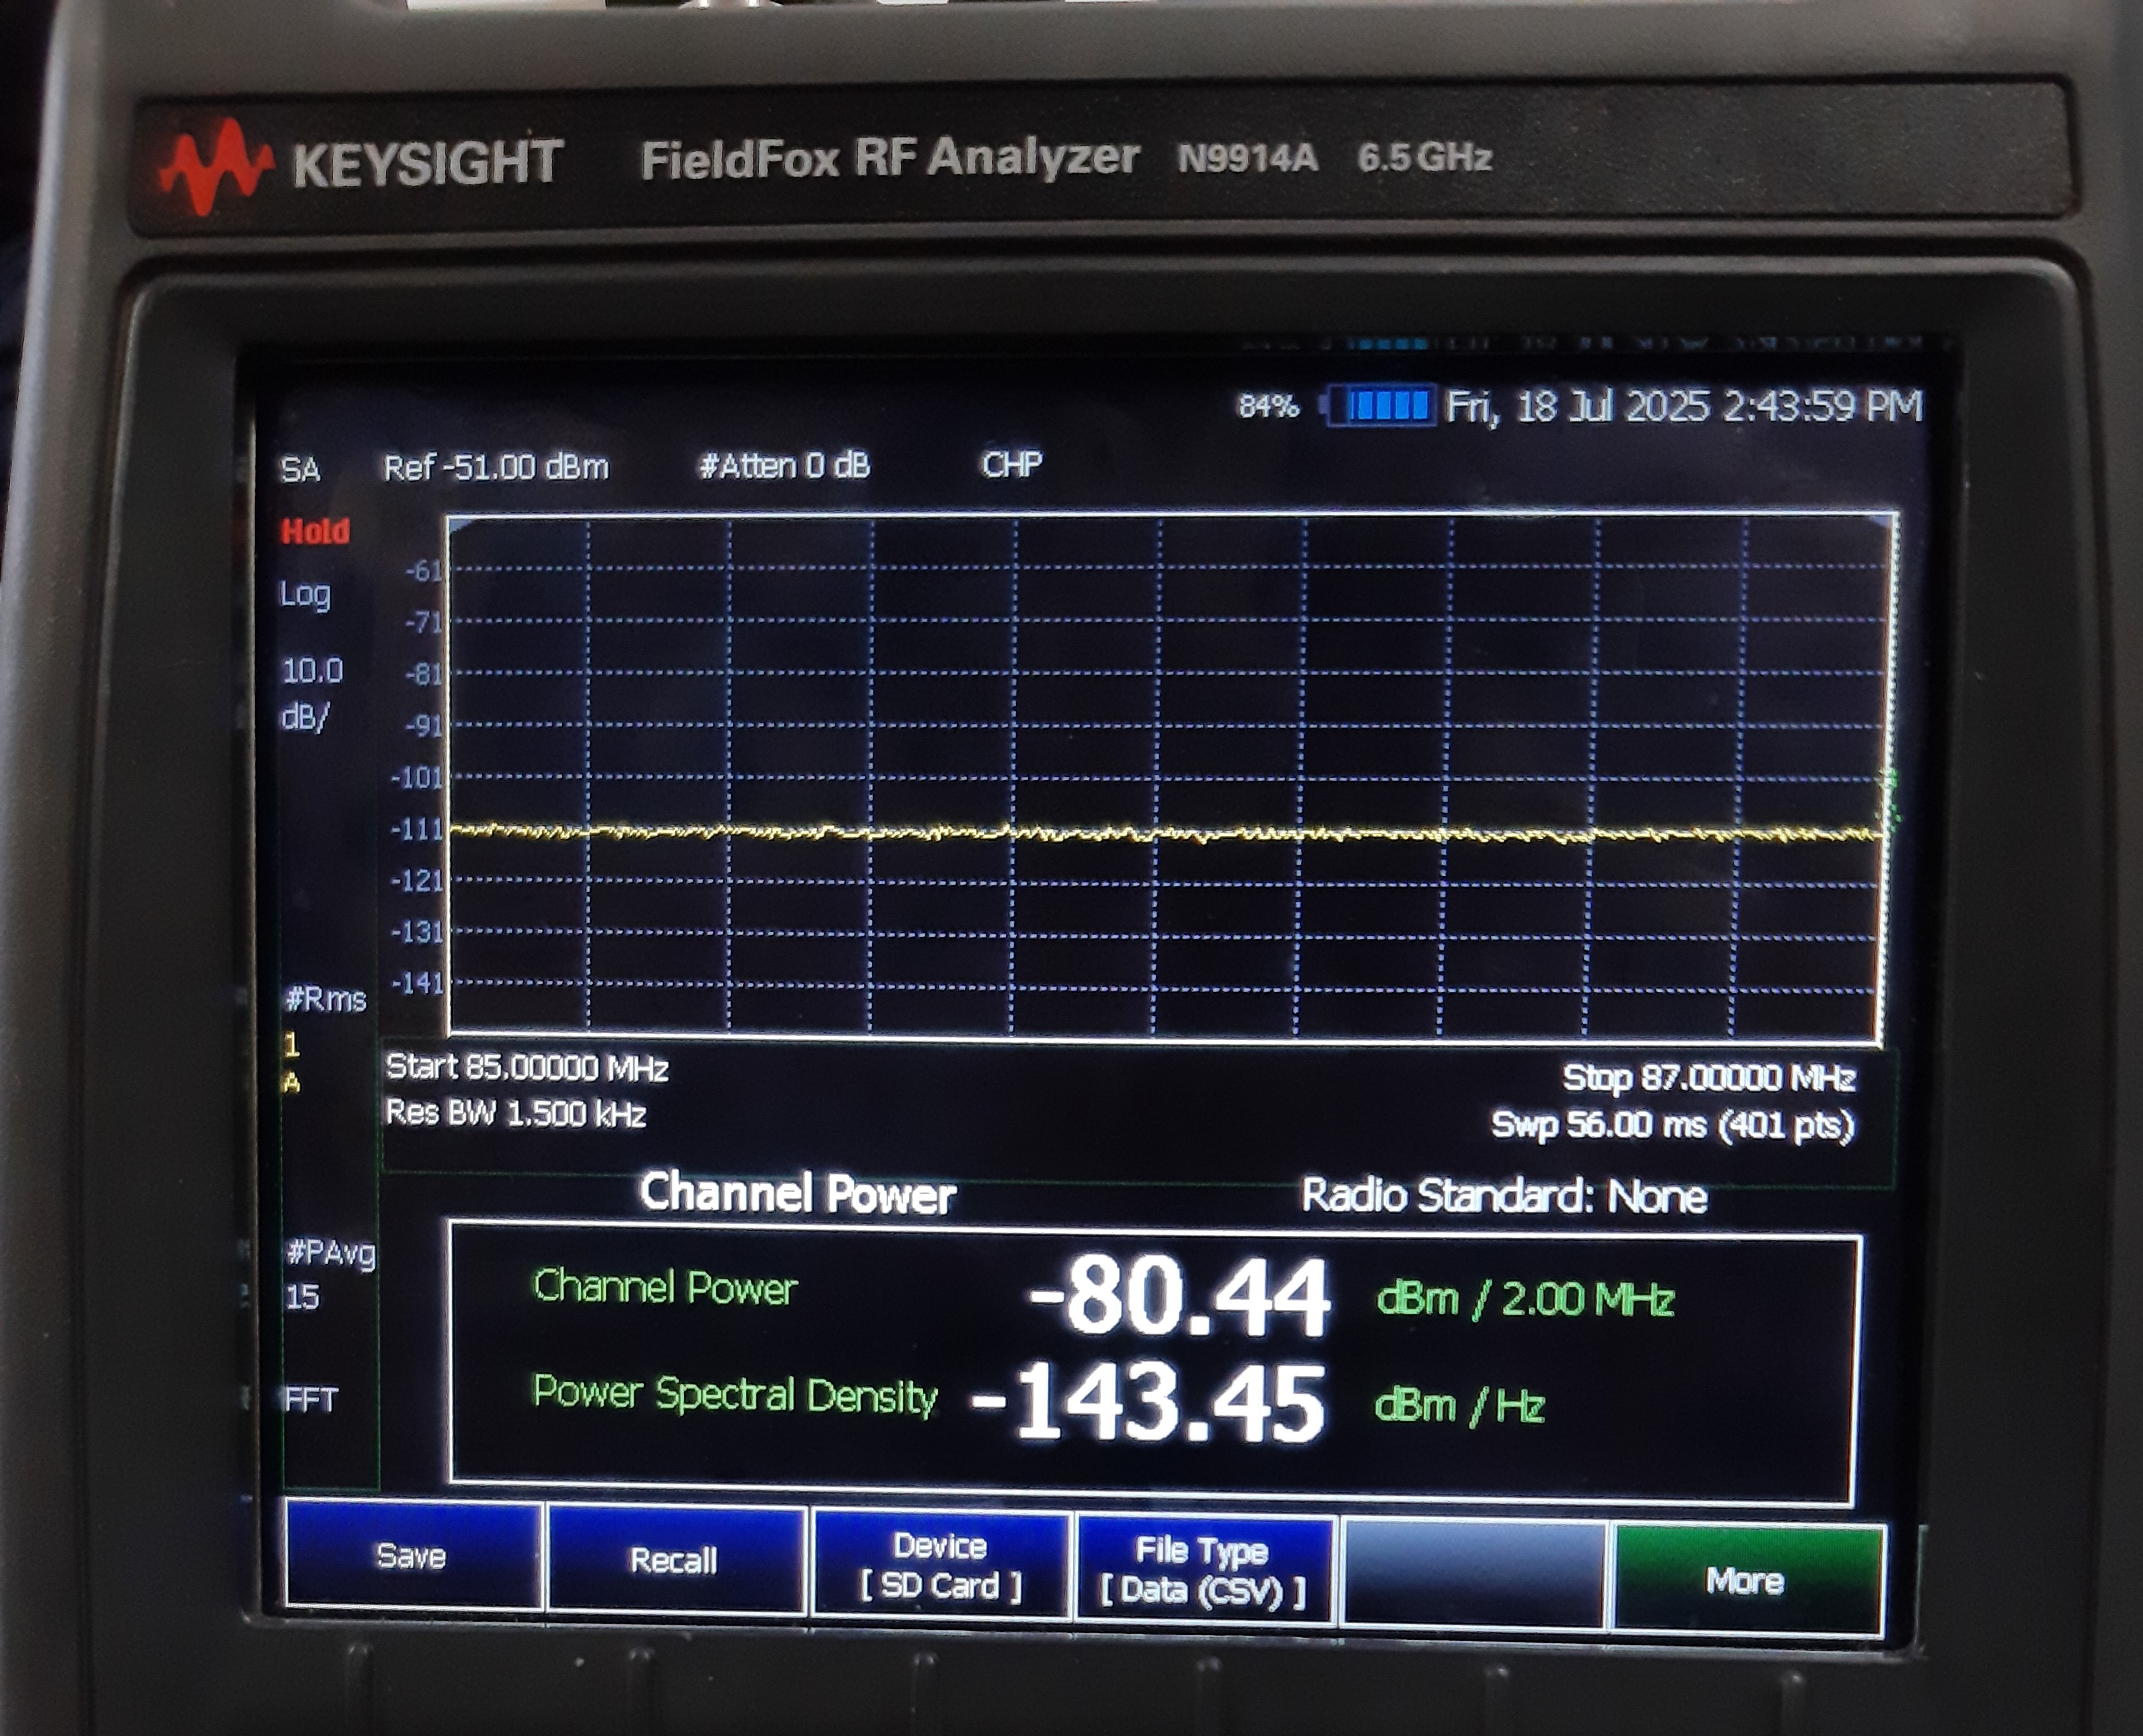 KEYSIGHT FieldFox RF Analyzer N9914A 6.5 GHz
84% Fri, 18 Jul 2025 2:43:59 PM
SA Ref -51.00 dBm #Atten 0 dB CHP
Hold
Log
10.0
dB/
-61
-71
-81
-91
-101
-111
-121
-131
-141
#Rms
1
A
Start 85.00000 MHz Stop 87.00000 MHz
Res BW 1.500 kHz Swp 56.00 ms (401 pts)
Channel Power Radio Standard: None
#PAvg
15
FFT
Channel Power -80.44 dBm / 2.00 MHz
Power Spectral Density -143.45 dBm / Hz
Save
Recall
Device
[ SD Card ]
File Type
[ Data (CSV) ]
More